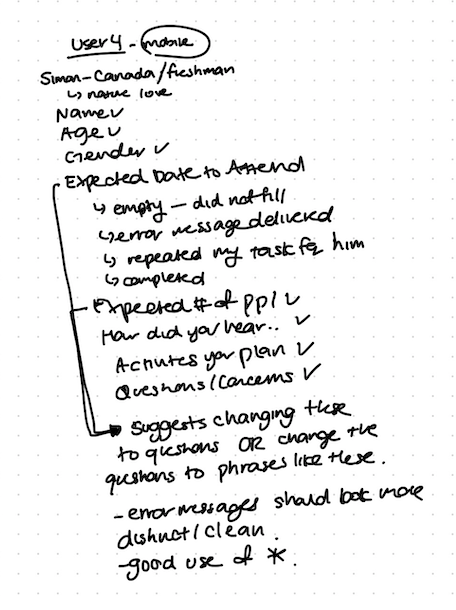 User 4 - mobile
Simon-Canada/freshman
↳ nature love
Name ✓
Age ✓
Gender ✓
Expected Date to Attend
↳ empty — did not fill
↳ error message delivered
↳ repeated my task for him
↳ completed
Expected # of ppl ✓
How did you hear.. ✓
Activites you plan ✓
Questions/Concerns ✓
suggests changing these
to questions OR change the
questions to phrases like these.
-error messages should look more
distinct/clean.
-good use of *.